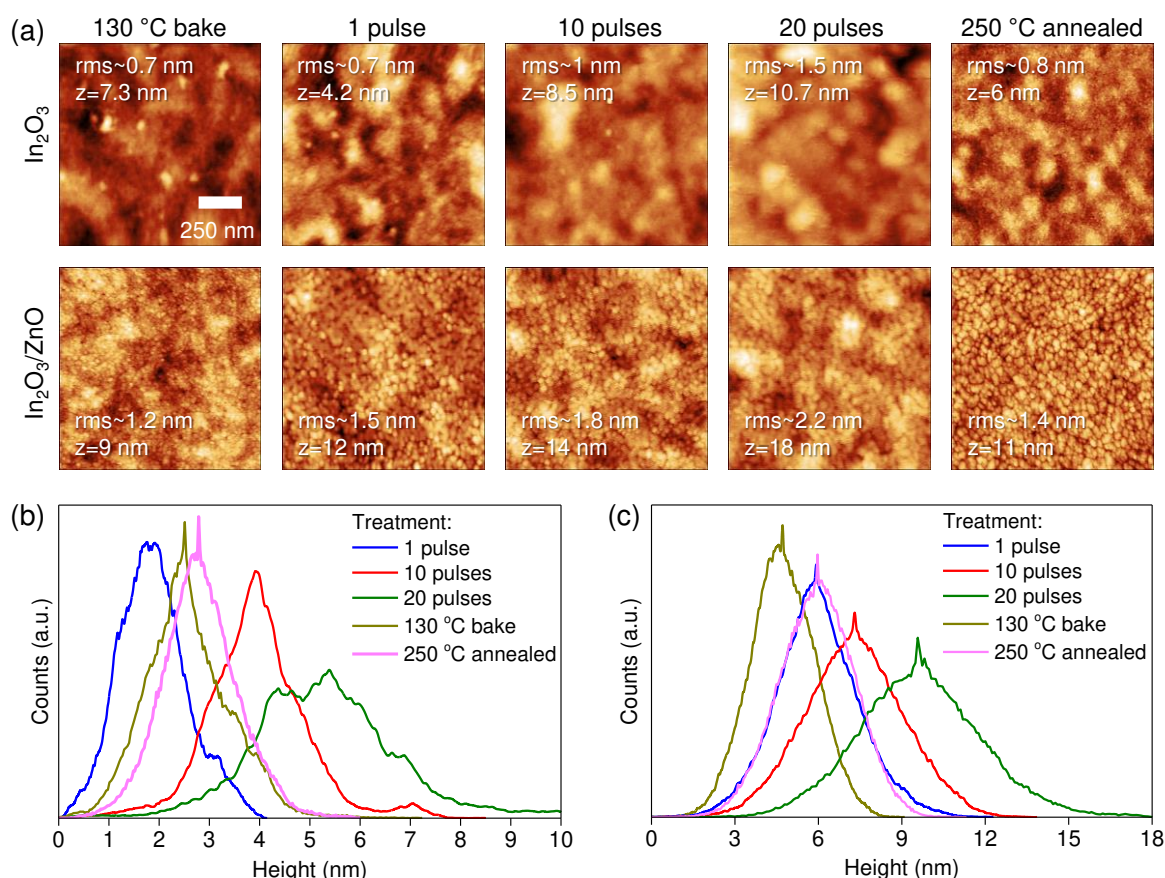 (a)
130 °C bake
1 pulse
10 pulses
20 pulses
250 °C annealed
In₂O₃
rms~0.7 nm
z=7.3 nm
250 nm
rms~0.7 nm
z=4.2 nm
rms~1 nm
z=8.5 nm
rms~1.5 nm
z=10.7 nm
rms~0.8 nm
z=6 nm
In₂O₃/ZnO
rms~1.2 nm
z=9 nm
rms~1.5 nm
z=12 nm
rms~1.8 nm
z=14 nm
rms~2.2 nm
z=18 nm
rms~1.4 nm
z=11 nm
(b)
Counts (a.u.)
Treatment:
1 pulse
10 pulses
20 pulses
130 °C bake
250 °C annealed
0 1 2 3 4 5 6 7 8 9 10
Height (nm)
(c)
Counts (a.u.)
Treatment:
1 pulse
10 pulses
20 pulses
130 °C bake
250 °C annealed
0 3 6 9 12 15 18
Height (nm)